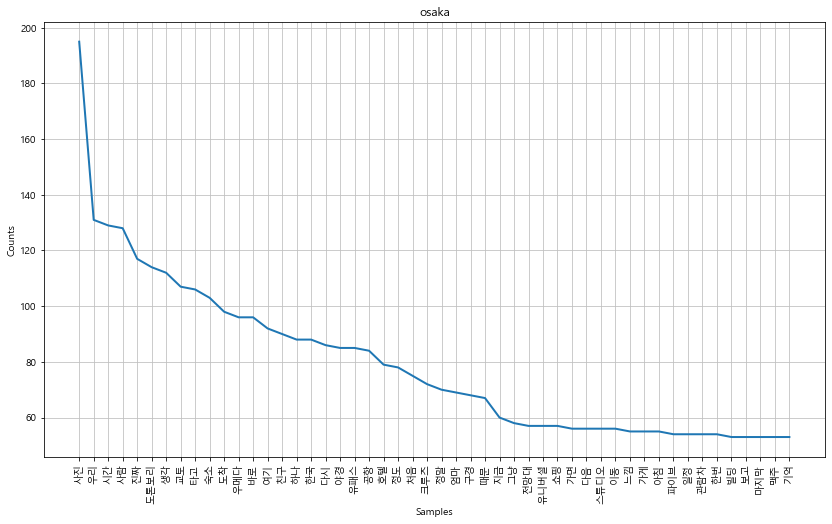 osaka
200
180
160
140
120
100
80
60
Counts
사진
우리
시간
사람
진짜
도톤보리
생각
교토
타고
숙소
도착
우메다
바로
여기
친구
하나
한국
다시
야경
유패스
공항
호텔
정도
처음
크루즈
정말
엄마
구경
때문
지금
그냥
전망대
유니버셜
쇼핑
가면
다음
스튜디오
이동
느낌
가게
아침
파이브
일정
관람차
한번
빌딩
보고
마지막
맥주
기억
Samples